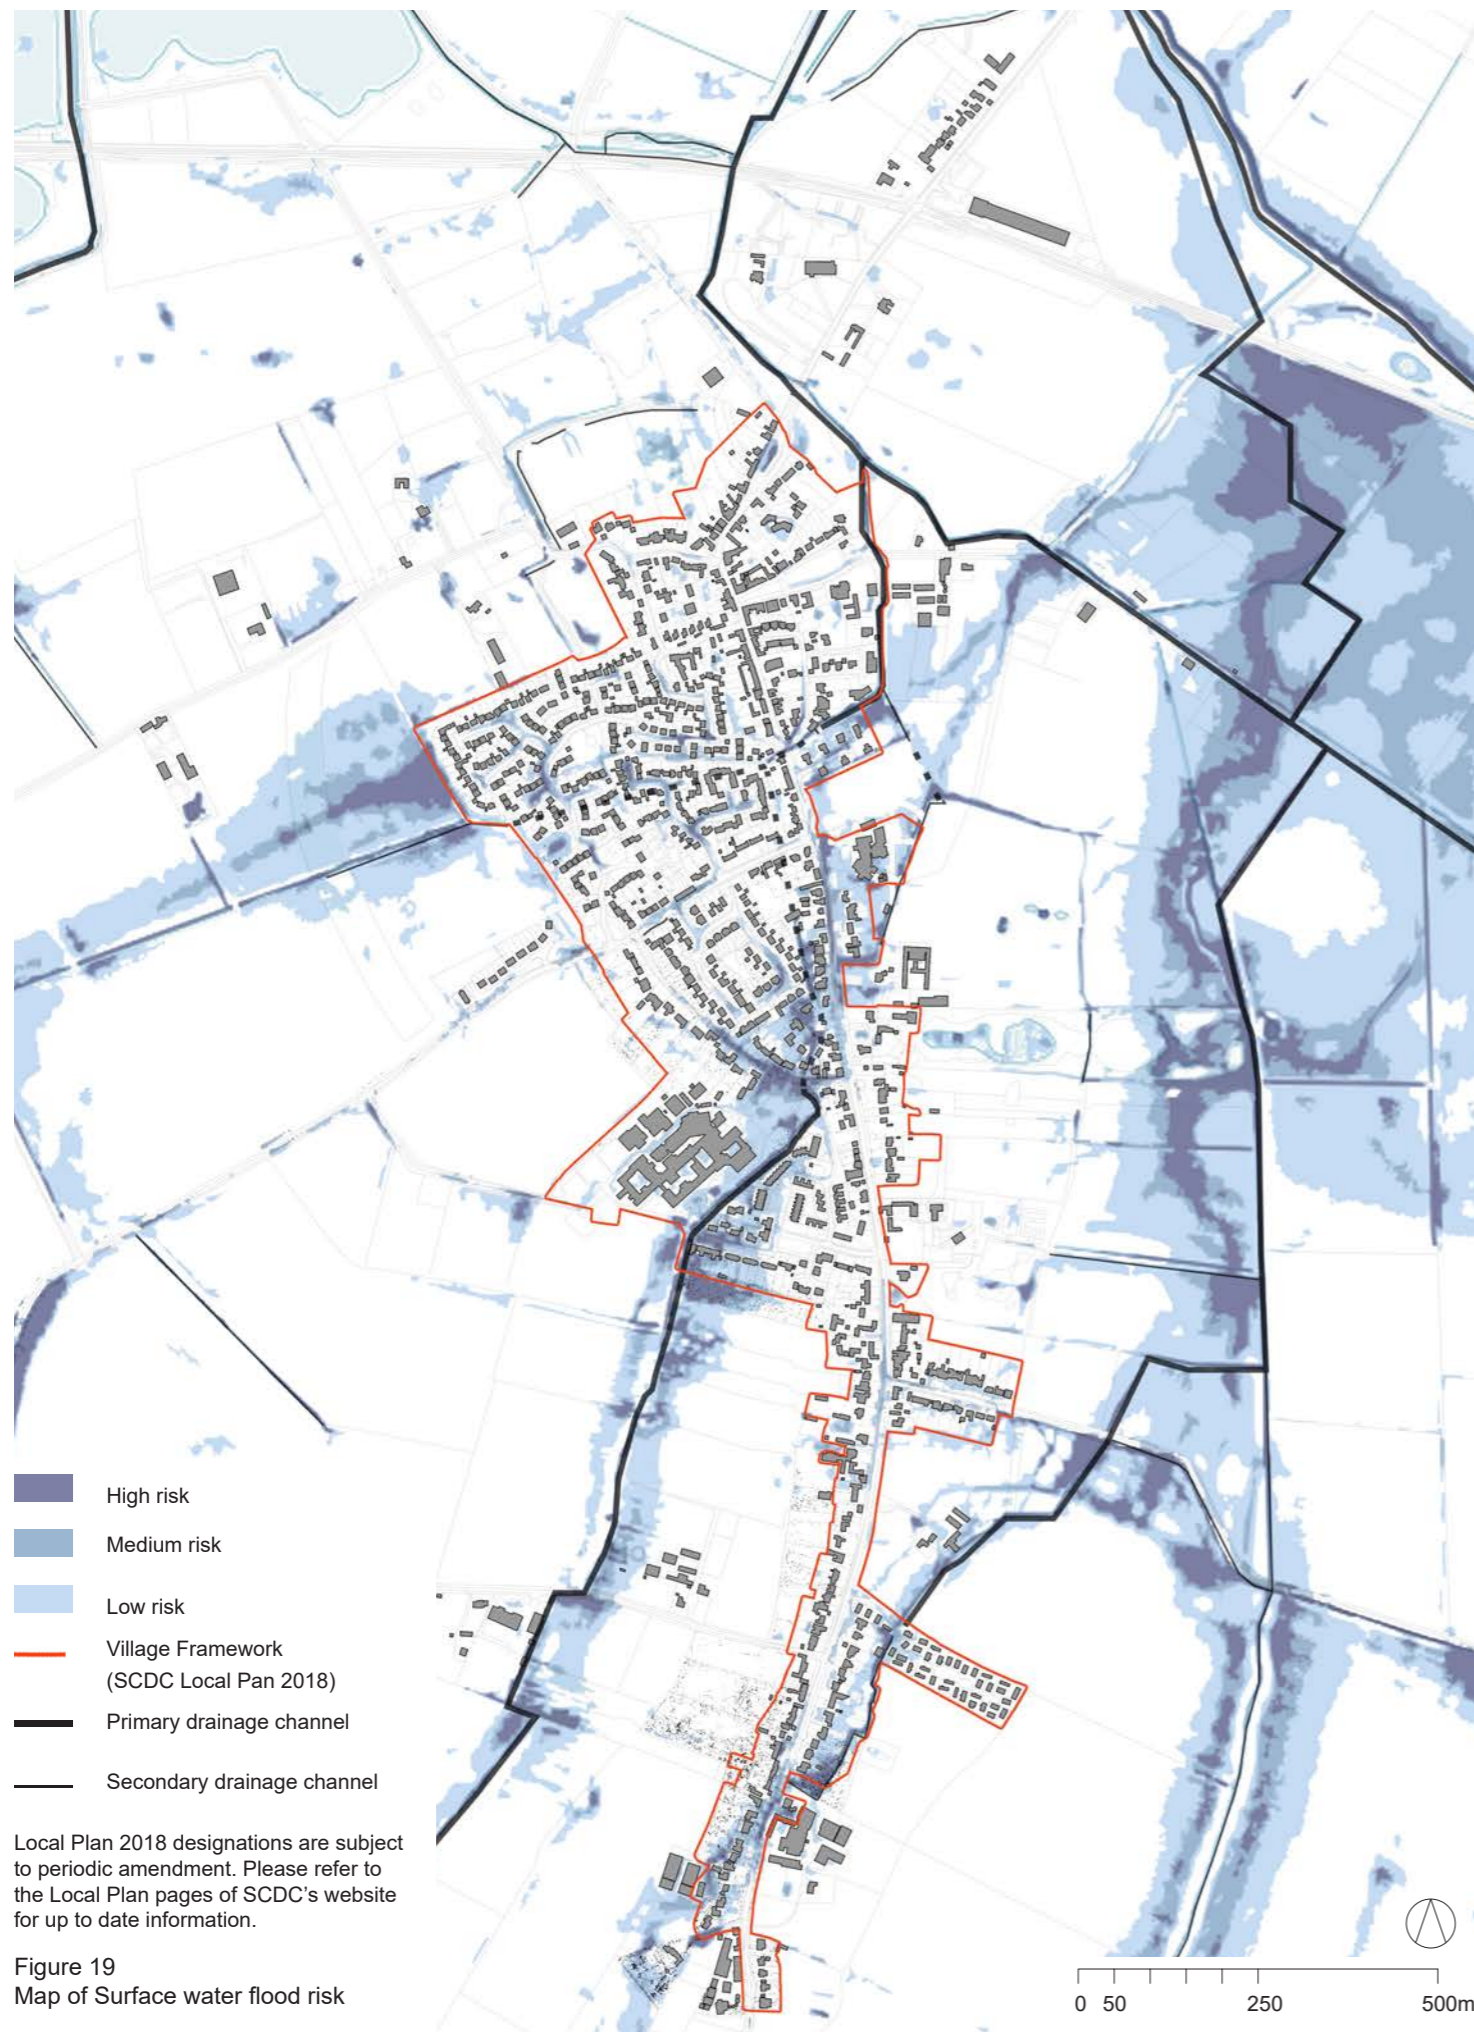 High risk
Medium risk
Low risk
Village Framework
(SCDC Local Pan 2018)
Primary drainage channel
Secondary drainage channel
Local Plan 2018 designations are subject
to periodic amendment. Please refer to
the Local Plan pages of SCDC's website
for up to date information.
Figure 19
Map of Surface water flood risk
0 50 250 500m